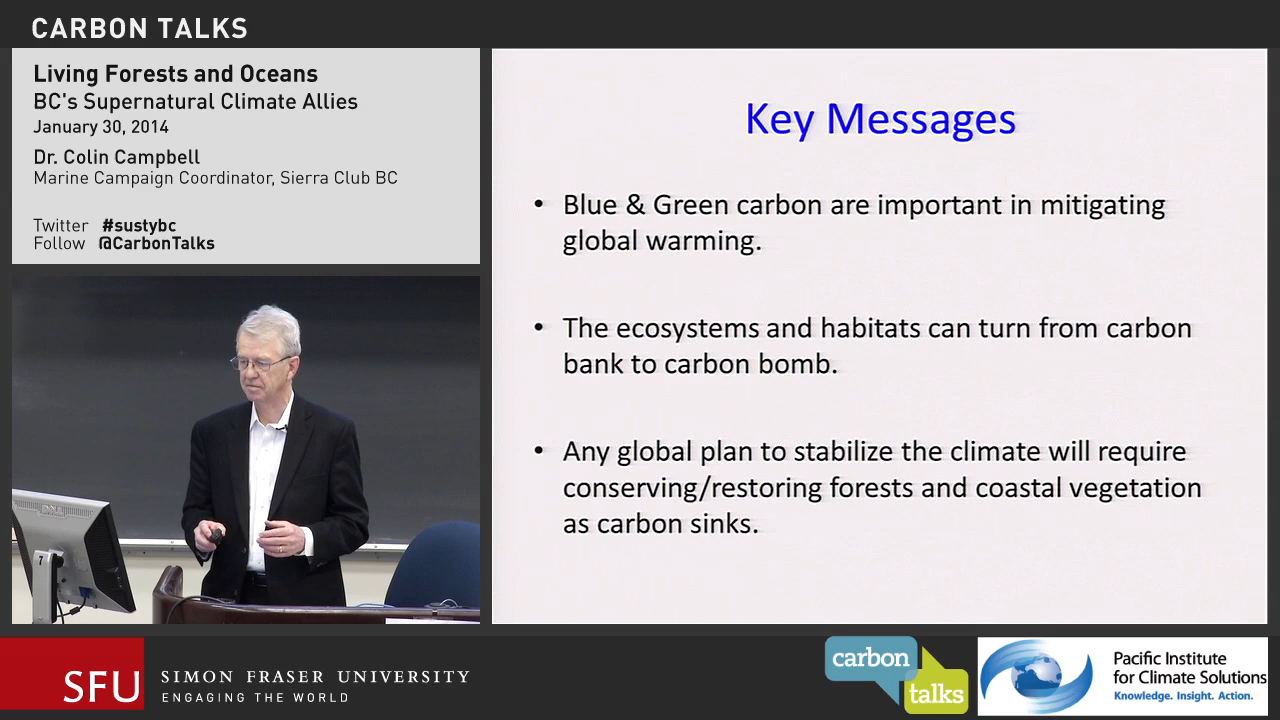 CARBON TALKS
Living Forests and Oceans
BC's Supernatural Climate Allies
January 30, 2014
Dr. Colin Campbell
Marine Campaign Coordinator, Sierra Club BC
Twitter #sustybc
Follow @CarbonTalks
Key Messages
• Blue & Green carbon are important in mitigating
global warming.
• The ecosystems and habitats can turn from carbon
bank to carbon bomb.
• Any global plan to stabilize the climate will require
conserving/restoring forests and coastal vegetation
as carbon sinks.
DELL
7
SFU
SIMON FRASER UNIVERSITY
ENGAGING THE WORLD
carbon
talks
Pacific Institute
for Climate Solutions
Knowledge. Insight. Action.